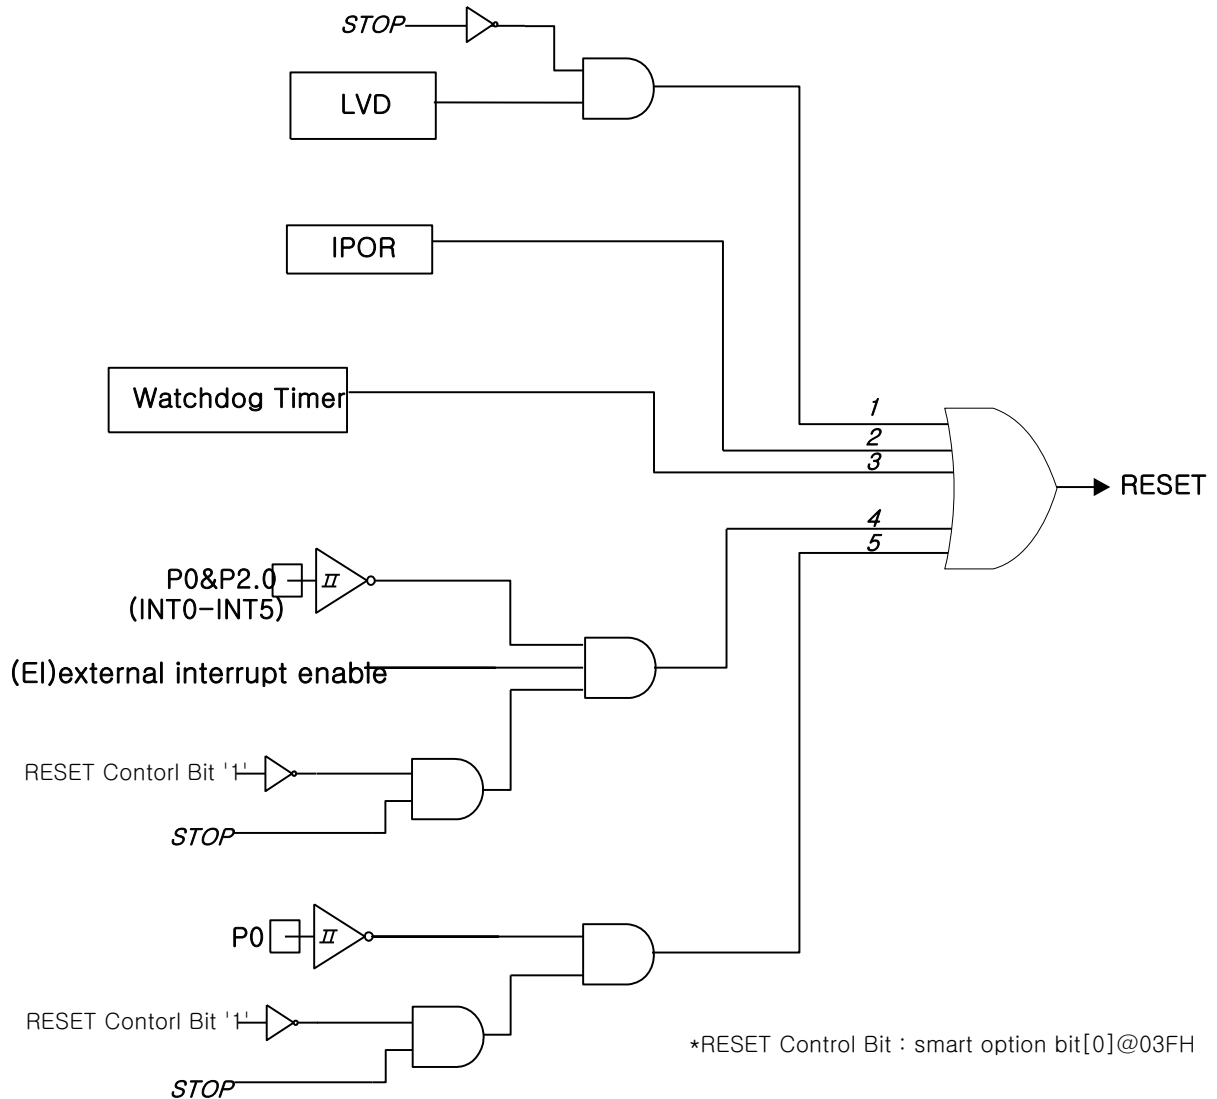 STOP
LVD
IPOR
Watchdog Timer
1
2
3
RESET
4
5
P0&P2.0
(INT0-INT5)
II
(EI)external interrupt enable
RESET Contorl Bit '1'
STOP
P0
II
RESET Contorl Bit '1'
*RESET Control Bit : smart option bit[0]@03FH
STOP